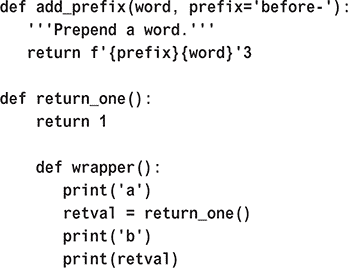 def add_prefix(word, prefix='before-'):
   '''Prepend a word.'''
   return f'{prefix}{word}'3

def return_one():
    return 1

    def wrapper():
       print('a')
       retval = return_one()
       print('b')
       print(retval)